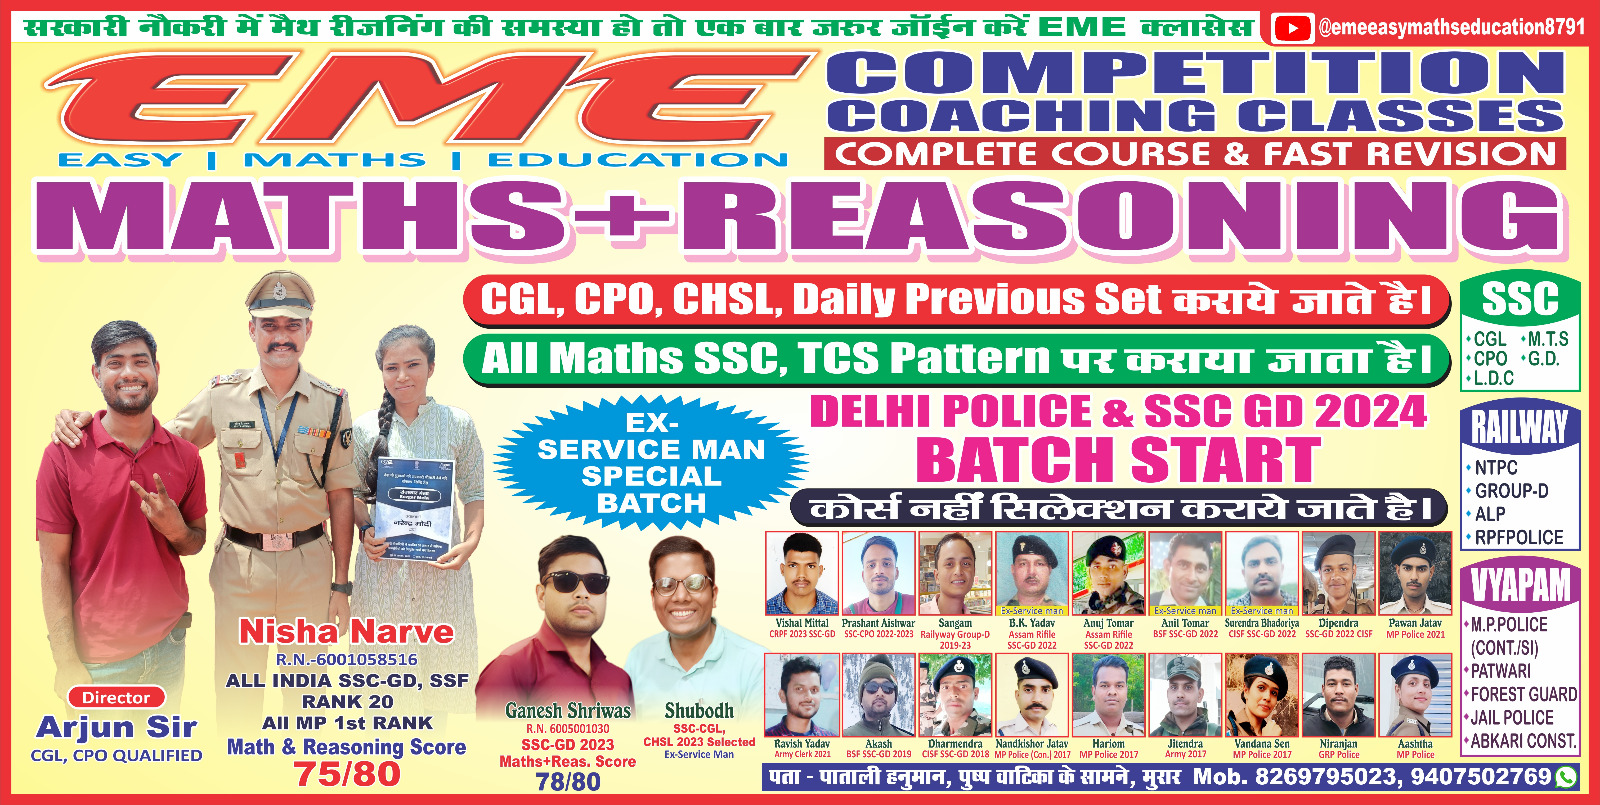 सरकारी नौकरी में मैथ रीजनिंग की समस्या हो तो एक बार जरुर जॉईन करें EME क्लासेस
@emeeasymathseducation8791
EME
EASY | MATHS | EDUCATION
COMPETITION
COACHING CLASSES
COMPLETE COURSE & FAST REVISION
MATHS+REASONING
CGL, CPO, CHSL, Daily Previous Set कराये जाते है।
All Maths SSC, TCS Pattern पर कराया जाता है।
EX-
SERVICE MAN
SPECIAL
BATCH
DELHI POLICE & SSC GD 2024
BATCH START
कोर्स नहीं सिलेक्शन कराये जाते है।
SSC
CGL
M.T.S
CPO
G.D.
L.D.C
RAILWAY
NTPC
GROUP-D
ALP
RPFPOLICE
VYAPAM
M.P.POLICE
(CONT./SI)
PATWARI
FOREST GUARD
JAIL POLICE
ABKARI CONST.
Director
Arjun Sir
CGL, CPO QUALIFIED
Nisha Narve
R.N.-6001058516
ALL INDIA SSC-GD, SSF
RANK 20
All MP 1st RANK
Math & Reasoning Score
75/80
नरेन्द्र मोदी
Ganesh Shriwas
R.N. 6005001030
SSC-GD 2023
Maths+Reas. Score
78/80
Shubodh
SSC-CGL,
CHSL 2023 Selected
Ex-Service Man
Vishal Mittal
CRPF 2023 SSC-GD
Prashant Aishwar
SSC-CPO 2022-2023
Sangam
Railyway Group-D
2019-23
Ex-Service man
B.K. Yadav
Assam Rifile
SSC-GD 2022
Anuj Tomar
Assam Rifile
SSC-GD 2022
Ex-Service man
Anil Tomar
BSF SSC-GD 2022
Ex-Service man
Surendra Bhadoriya
CISF SSC-GD 2022
Dipendra
SSC-GD 2022 CISF
Pawan Jatav
MP Police 2021
Ravish Yadav
Army Clerk 2021
Akash
BSF SSC-GD 2019
Dharmendra
CISF SSC-GD 2018
Nandkishor Jatav
MP Police (Con.) 2017
Hariom
MP Police 2017
Jitendra
Army 2017
Vandana Sen
MP Police 2017
Niranjan
GRP Police
Aasintha
MP Police
पता - पाताली हनुमान, पुष्प वाटिका के सामने, मुरार Mob. 8269795023, 9407502769